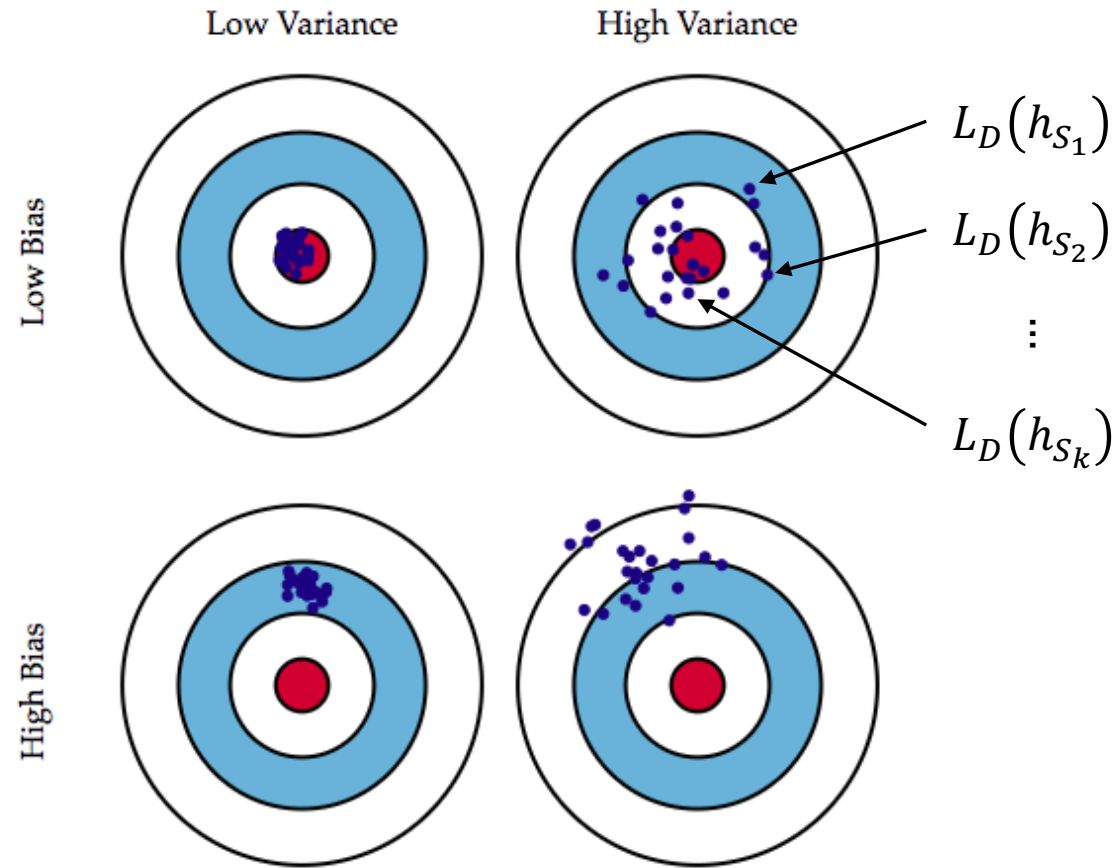 Low Variance
High Variance
Low Bias
L_D(h_{S_1})
L_D(h_{S_2})
⋮
L_D(h_{S_k})
High Bias